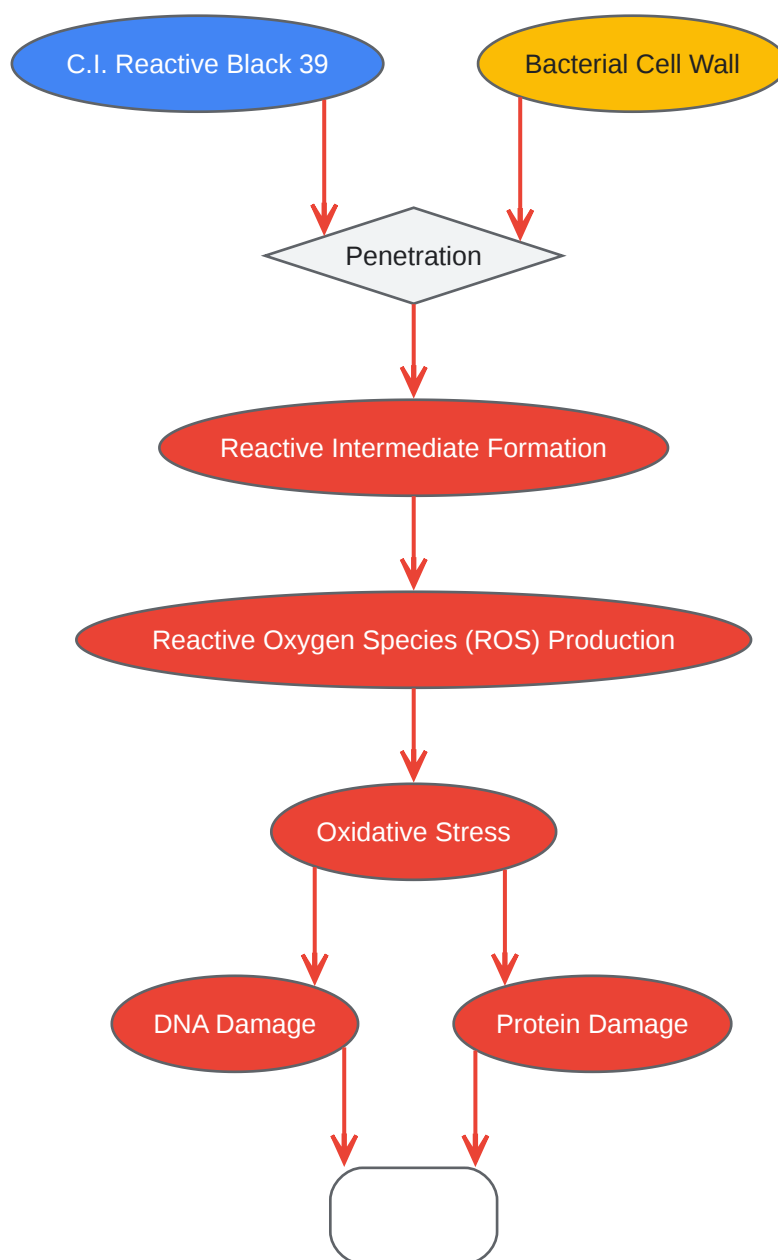 C.I. Reactive Black 39
Bacterial Cell Wall
Penetration
Reactive Intermediate Formation
Reactive Oxygen Species (ROS) Production
Oxidative Stress
DNA Damage
Protein Damage